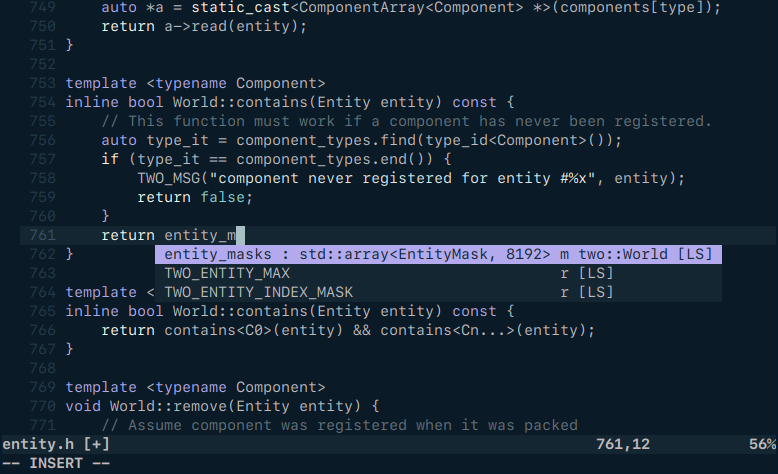 749     auto *a = static_cast<ComponentArray<Component> *>(components[type]);
750     return a->read(entity);
751 }
752
753 template <typename Component>
754 inline bool World::contains(Entity entity) const {
755     // This function must work if a component has never been registered.
756     auto type_it = component_types.find(type_id<Component>());
757     if (type_it == component_types.end()) {
758         TWO_MSG("component never registered for entity #%x", entity);
759         return false;
760     }
761     return entity_m
762 }         entity_masks : std::array<EntityMask, 8192> m two::World [LS]
763           TWO_ENTITY_MAX                              r [LS]
764 template < TWO_ENTITY_INDEX_MASK                       r [LS]
765 inline bool World::contains(Entity entity) const {
766     return contains<C0>(entity) && contains<Cn...>(entity);
767 }
768
769 template <typename Component>
770 void World::remove(Entity entity) {
771     // Assume component was registered when it was packed
entity.h [+]                                                      761,12           56%
-- INSERT --